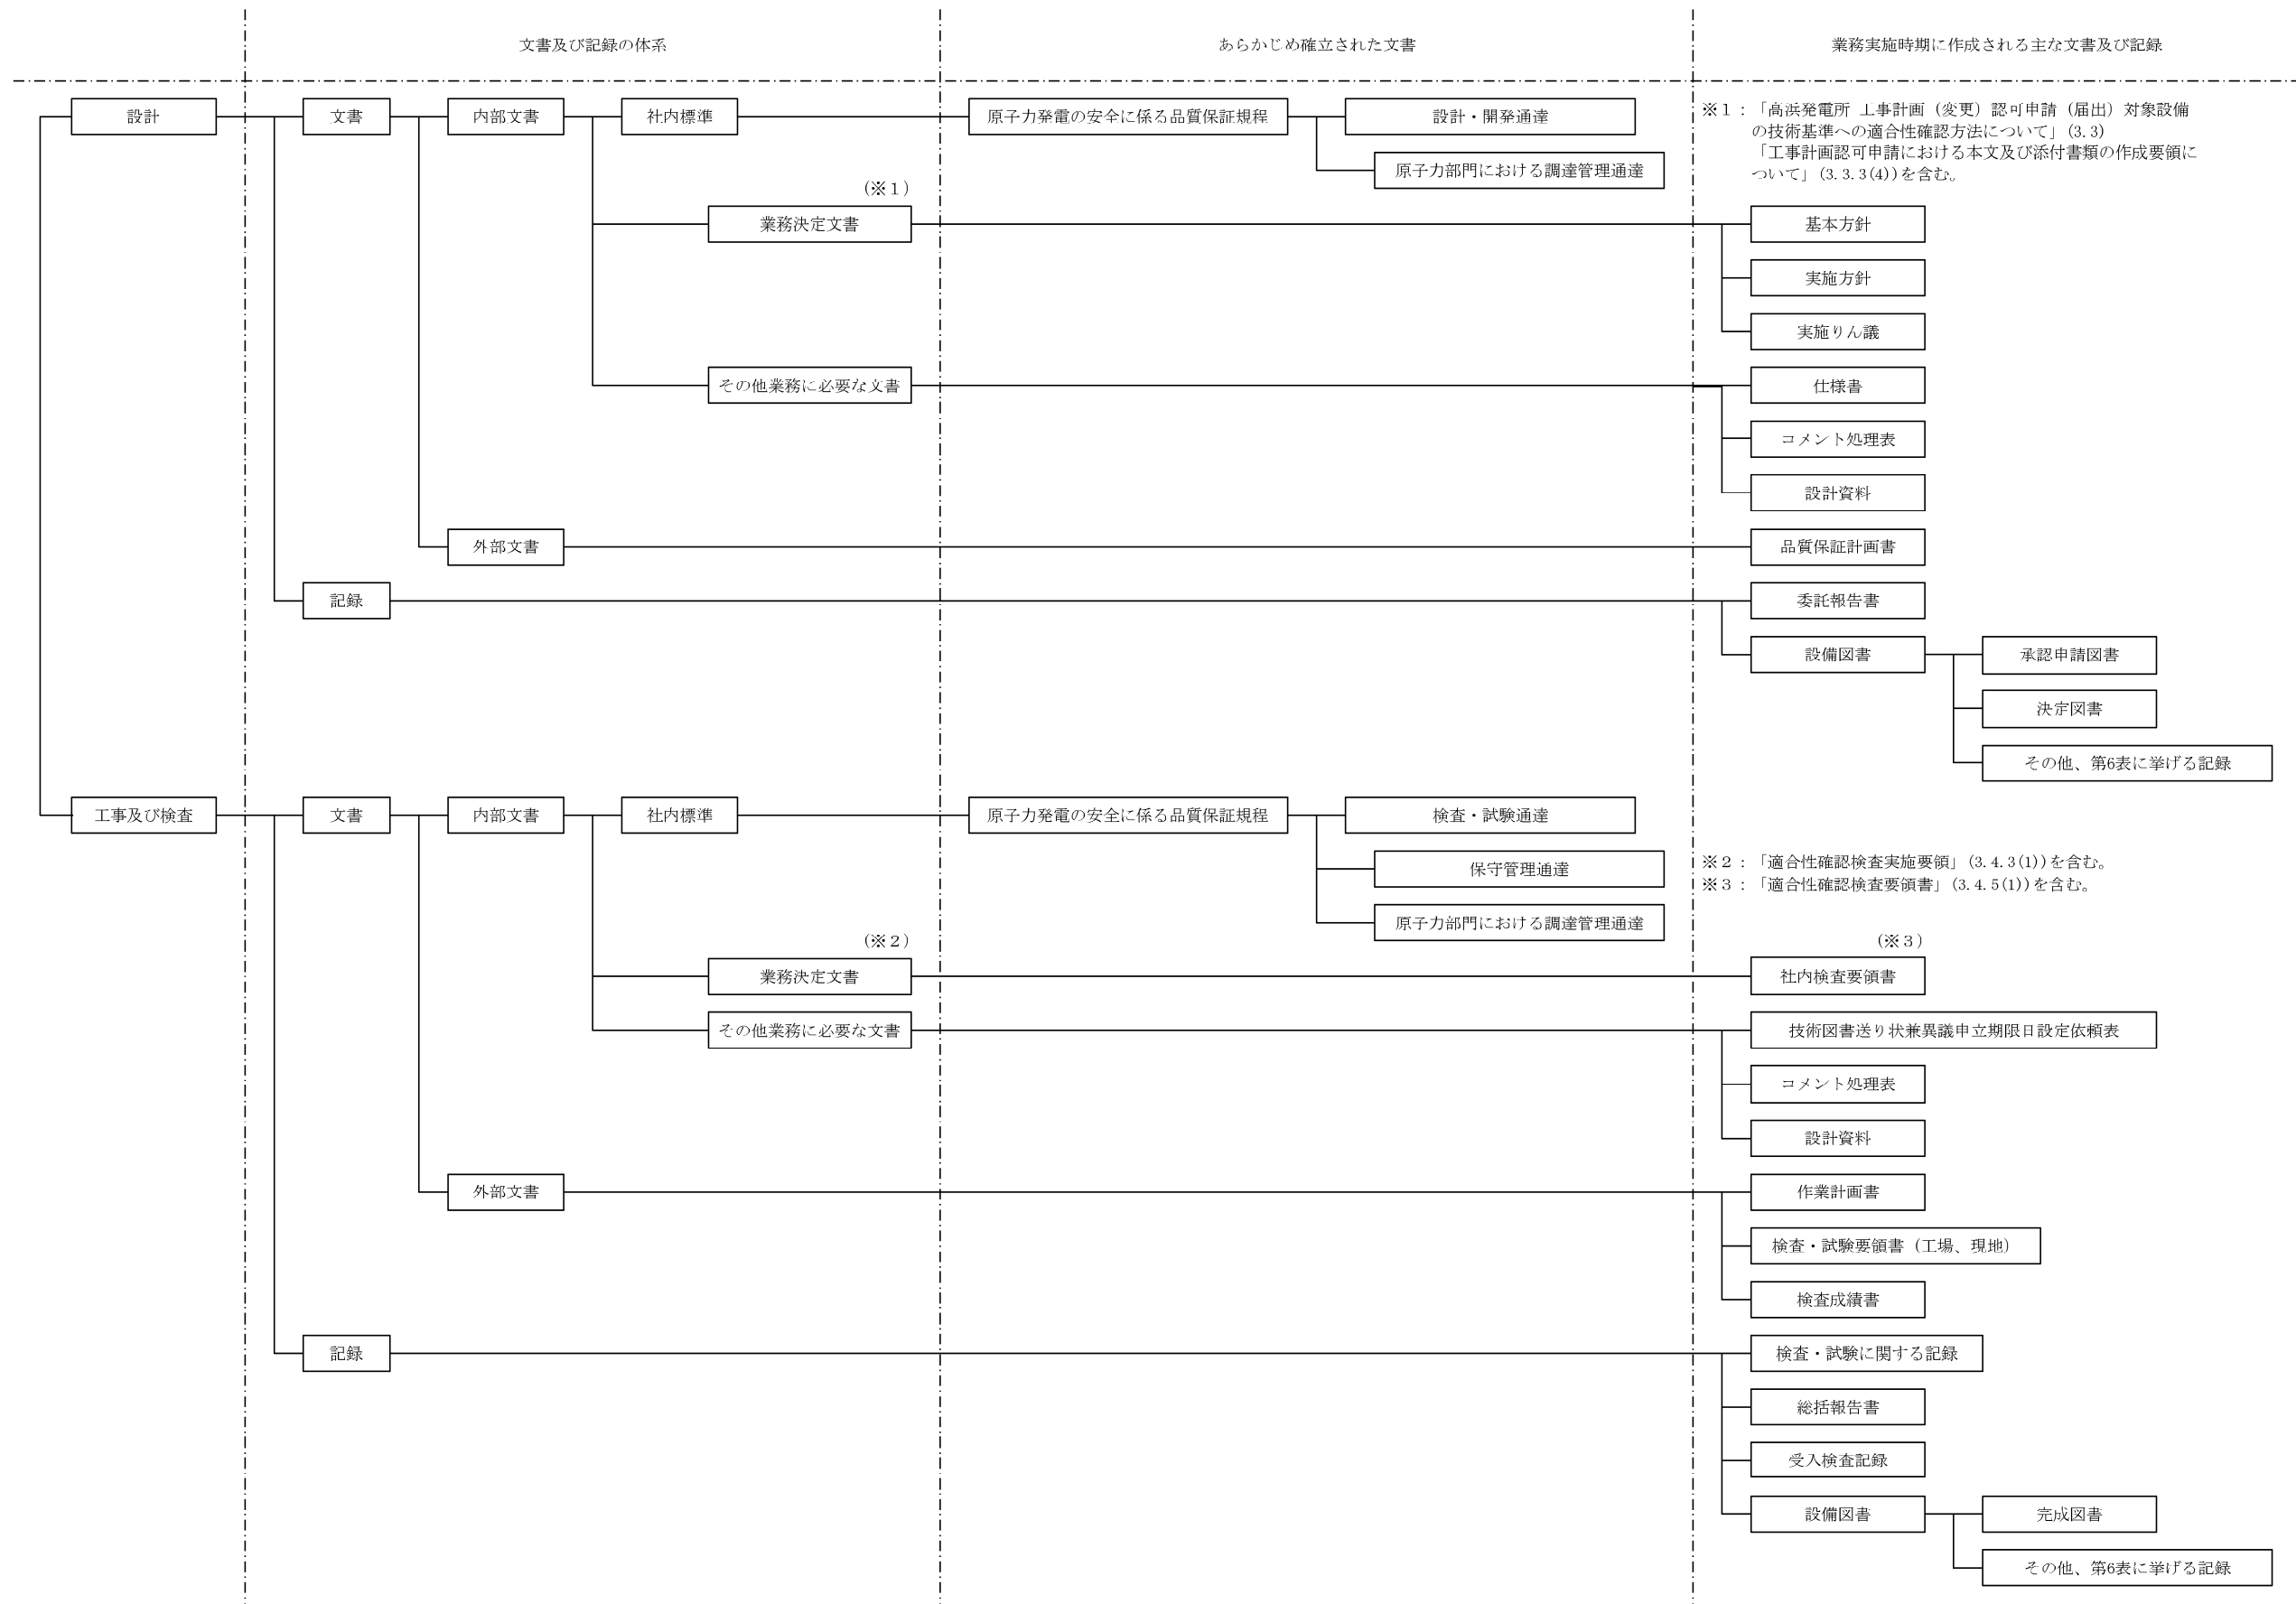 文書及び記録の体系
あらかじめ確立された文書
業務実施時期に作成される主な文書及び記録
設計
文書
内部文書
社内標準
原子力発電の安全に係る品質保証規程
設計・開発通達
原子力部門における調達管理通達
※１：「高浜発電所 工事計画（変更）認可申請（届出）対象設備
の技術基準への適合性確認方法について」(3.3)
「工事計画認可申請における本文及び添付書類の作成要領に
ついて」(3.3.3(4))を含む。
(※１)
業務決定文書
基本方針
実施方針
実施りん議
その他業務に必要な文書
仕様書
コメント処理表
設計資料
外部文書
品質保証計画書
記録
委託報告書
設備図書
承認申請図書
決定図書
その他、第6表に挙げる記録
工事及び検査
文書
内部文書
社内標準
原子力発電の安全に係る品質保証規程
検査・試験通達
保守管理通達
原子力部門における調達管理通達
※２：「適合性確認検査実施要領」(3.4.3(1))を含む。
※３：「適合性確認検査要領書」(3.4.5(1))を含む。
(※２)
(※３)
業務決定文書
社内検査要領書
その他業務に必要な文書
技術図書送り状兼異議申立期限日設定依頼表
コメント処理表
設計資料
外部文書
作業計画書
検査・試験要領書（工場、現地）
検査成績書
記録
検査・試験に関する記録
総括報告書
受入検査記録
設備図書
完成図書
その他、第6表に挙げる記録